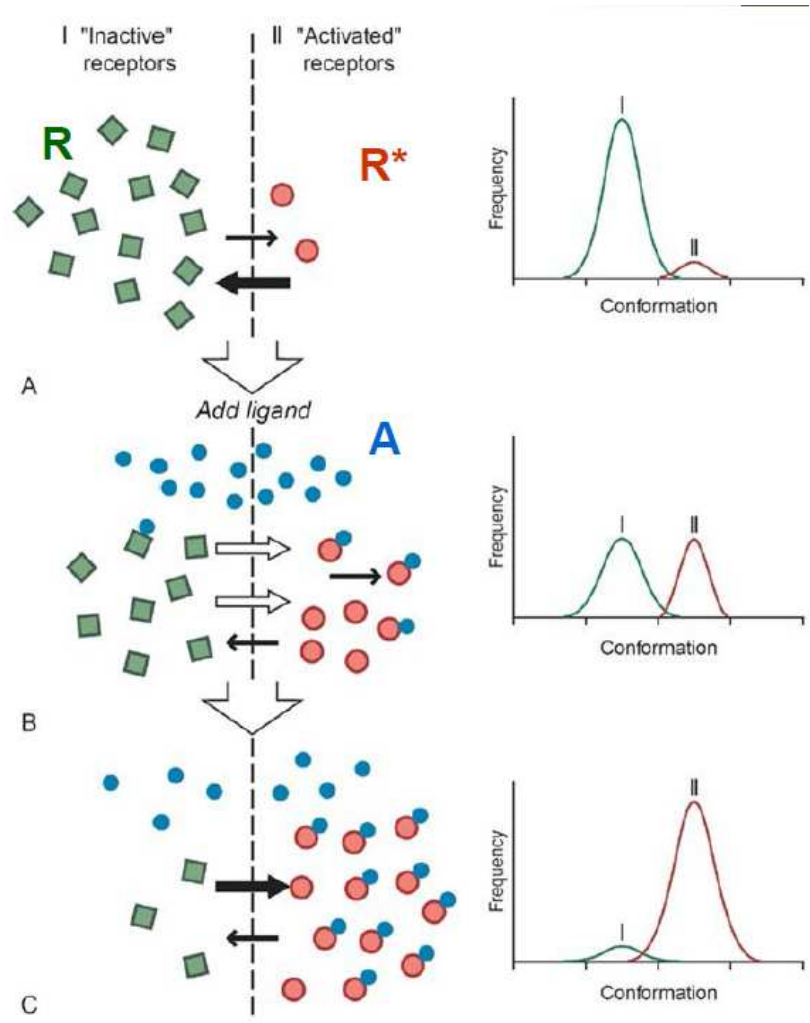 I "Inactive"
receptors
II "Activated"
receptors
R
R*
I
II
Frequency
Conformation
A
Add ligand
A
I
II
Frequency
Conformation
B
II
I
Frequency
Conformation
C